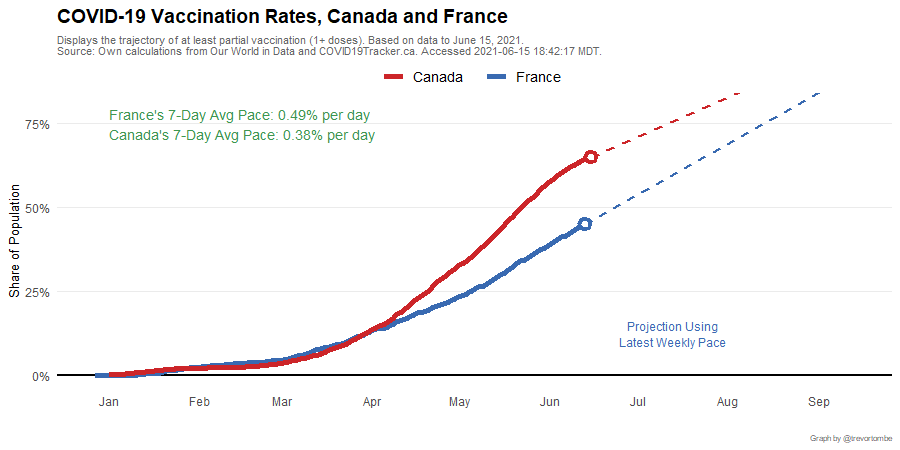 COVID-19 Vaccination Rates, Canada and France
Displays the trajectory of at least partial vaccination (1+ doses). Based on data to June 15, 2021.
Source: Own calculations from Our World in Data and COVID19Tracker.ca. Accessed 2021-06-15 18:42:17 MDT.
Canada France
France's 7-Day Avg Pace: 0.49% per day
Canada's 7-Day Avg Pace: 0.38% per day
75%
50%
25%
0%
Share of Population
Projection Using
Latest Weekly Pace
Jan Feb Mar Apr May Jun Jul Aug Sep
Graph by @trevortombe